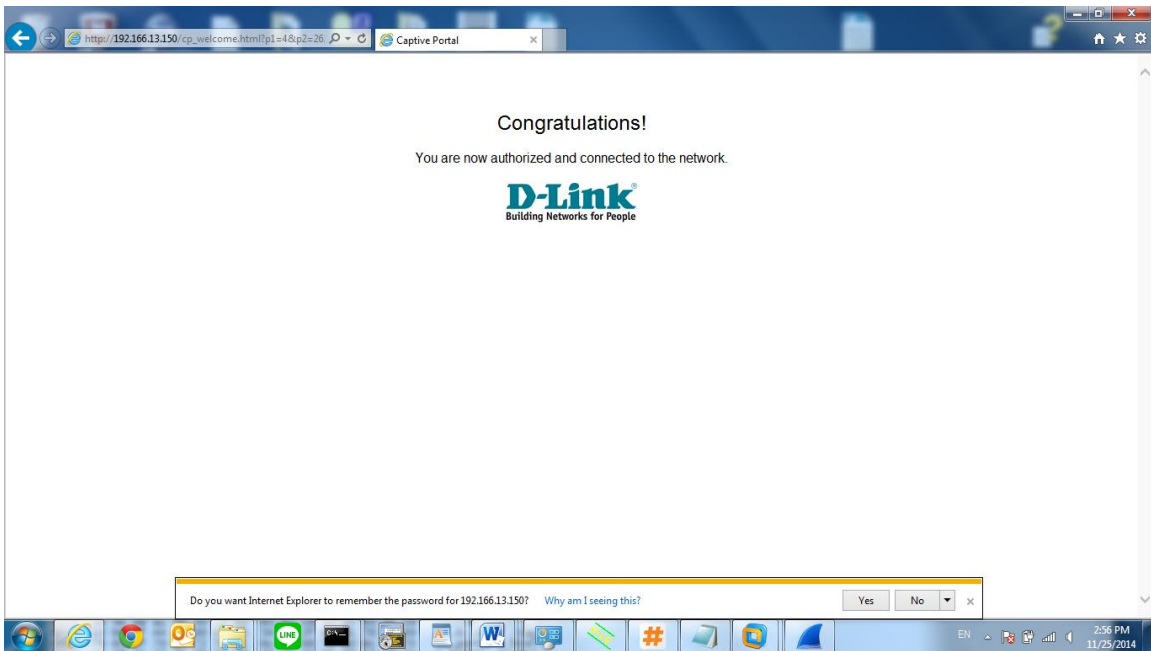 http://192.166.13.150/cp_welcome.html?p1=4&p2=26
Captive Portal
Congratulations!
You are now authorized and connected to the network.
D-Link®
Building Networks for People
Do you want Internet Explorer to remember the password for 192.166.13.150? Why am I seeing this? Yes No
LINE
EN
2:56 PM
11/25/2014